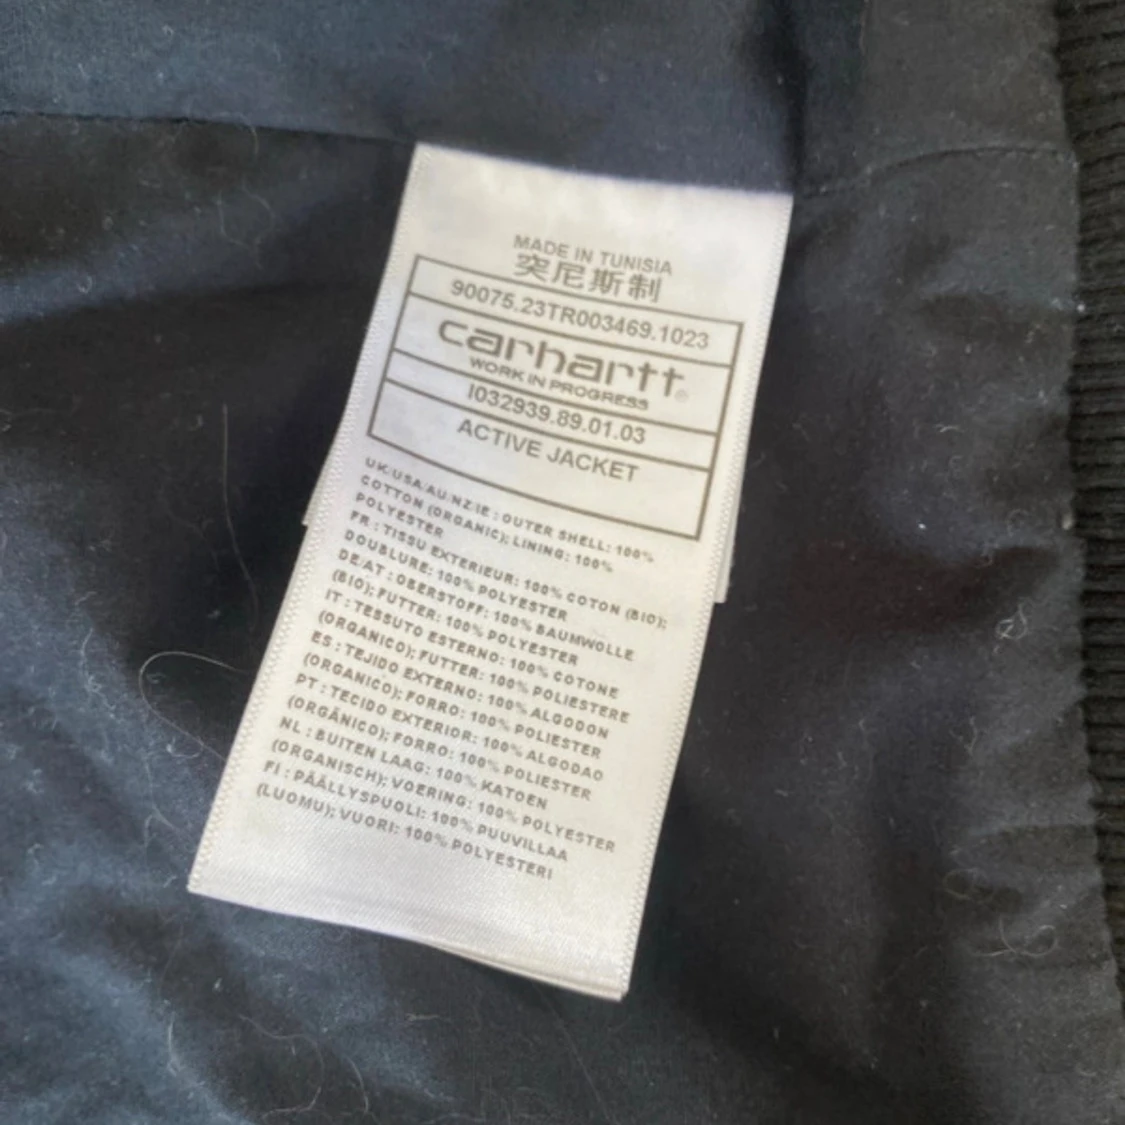 MADE IN TUNISIA
突尼斯制
90075.23TR003469.1023
carhartt®
WORK IN PROGRESS
I032939.89.01.03
ACTIVE JACKET
UK/USA/AU/NZ/IE : OUTER SHELL: 100%
COTTON (ORGANIC); LINING: 100%
POLYESTER
FR : TISSU EXTERIEUR: 100% COTON (BIO);
DOUBLURE: 100% POLYESTER
DE/AT : OBERSTOFF: 100% BAUMWOLLE
(BIO); FUTTER: 100% POLYESTER
IT : TESSUTO ESTERNO: 100% COTONE
(ORGANICO); FUTTER: 100% POLIESTERE
ES : TEJIDO EXTERNO: 100% ALGODON
(ORGANICO); FORRO: 100% POLIESTER
PT : TECIDO EXTERIOR: 100% ALGODAO
(ORGÂNICO); FORRO: 100% POLIESTER
NL : BUITEN LAAG: 100% KATOEN
(ORGANISCH); VOERING: 100% POLYESTER
FI : PÄÄLLYSPUOLI: 100% PUUVILLAA
(LUOMU); VUORI: 100% POLYESTERI